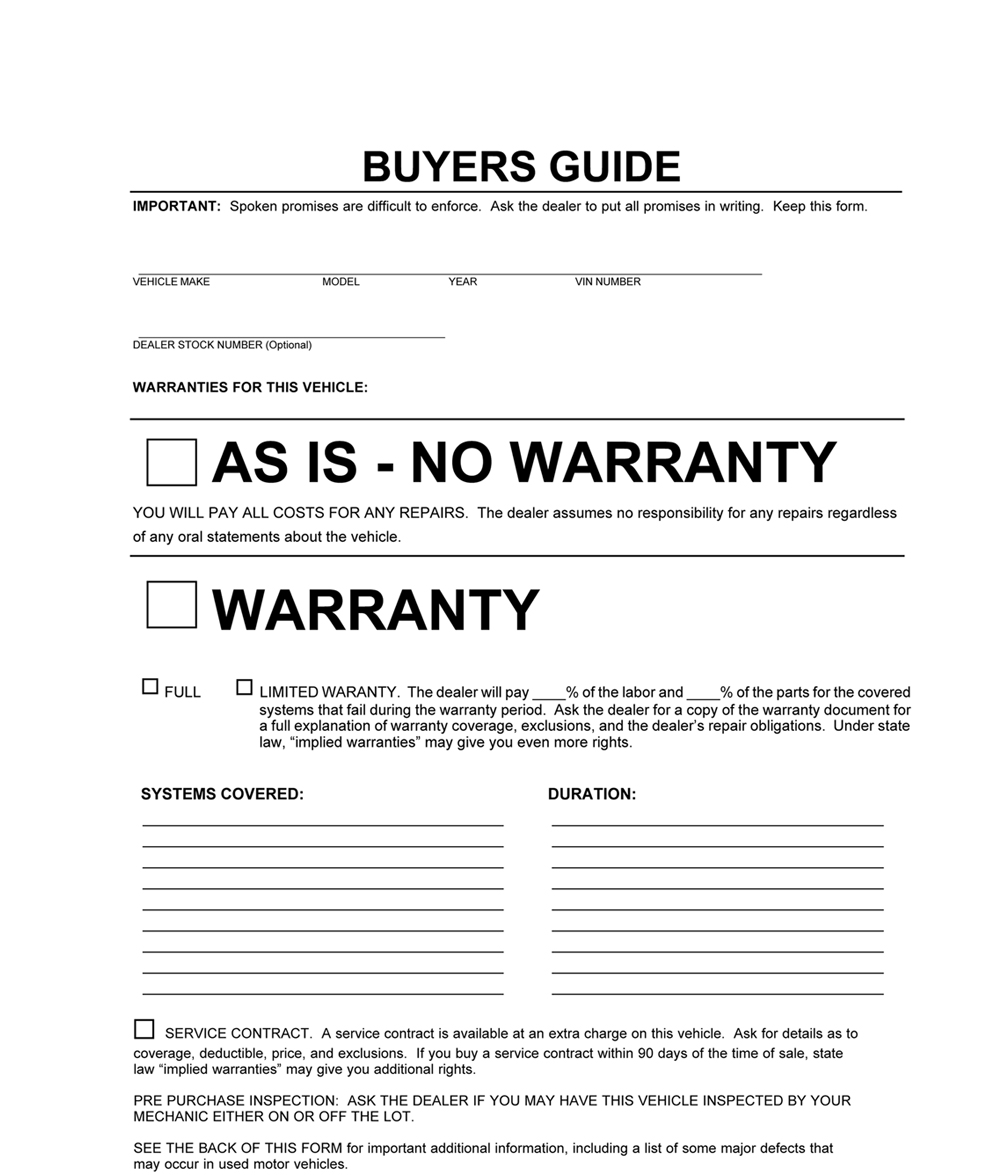 BUYERS GUIDE
IMPORTANT: Spoken promises are difficult to enforce. Ask the dealer to put all promises in writing. Keep this form.
VEHICLE MAKE MODEL YEAR VIN NUMBER
DEALER STOCK NUMBER (Optional)
WARRANTIES FOR THIS VEHICLE:
AS IS - NO WARRANTY
YOU WILL PAY ALL COSTS FOR ANY REPAIRS. The dealer assumes no responsibility for any repairs regardless
of any oral statements about the vehicle.
WARRANTY
FULL LIMITED WARANTY. The dealer will pay ____% of the labor and ____% of the parts for the covered
systems that fail during the warranty period. Ask the dealer for a copy of the warranty document for
a full explanation of warranty coverage, exclusions, and the dealer’s repair obligations. Under state
law, “implied warranties” may give you even more rights.
SYSTEMS COVERED: DURATION:
SERVICE CONTRACT. A service contract is available at an extra charge on this vehicle. Ask for details as to
coverage, deductible, price, and exclusions. If you buy a service contract within 90 days of the time of sale, state
law “implied warranties” may give you additional rights.
PRE PURCHASE INSPECTION: ASK THE DEALER IF YOU MAY HAVE THIS VEHICLE INSPECTED BY YOUR
MECHANIC EITHER ON OR OFF THE LOT.
SEE THE BACK OF THIS FORM for important additional information, including a list of some major defects that
may occur in used motor vehicles.